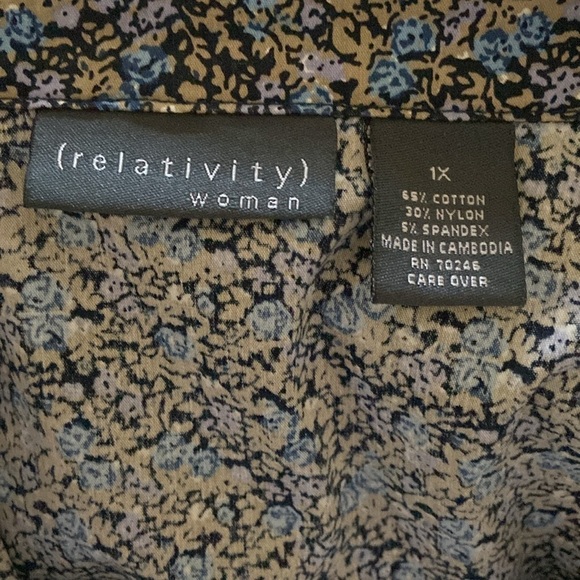 (relativity)
woman
1X
65% COTTON
30% NYLON
5% SPANDEX
MADE IN CAMBODIA
RN 70246
CARE OVER